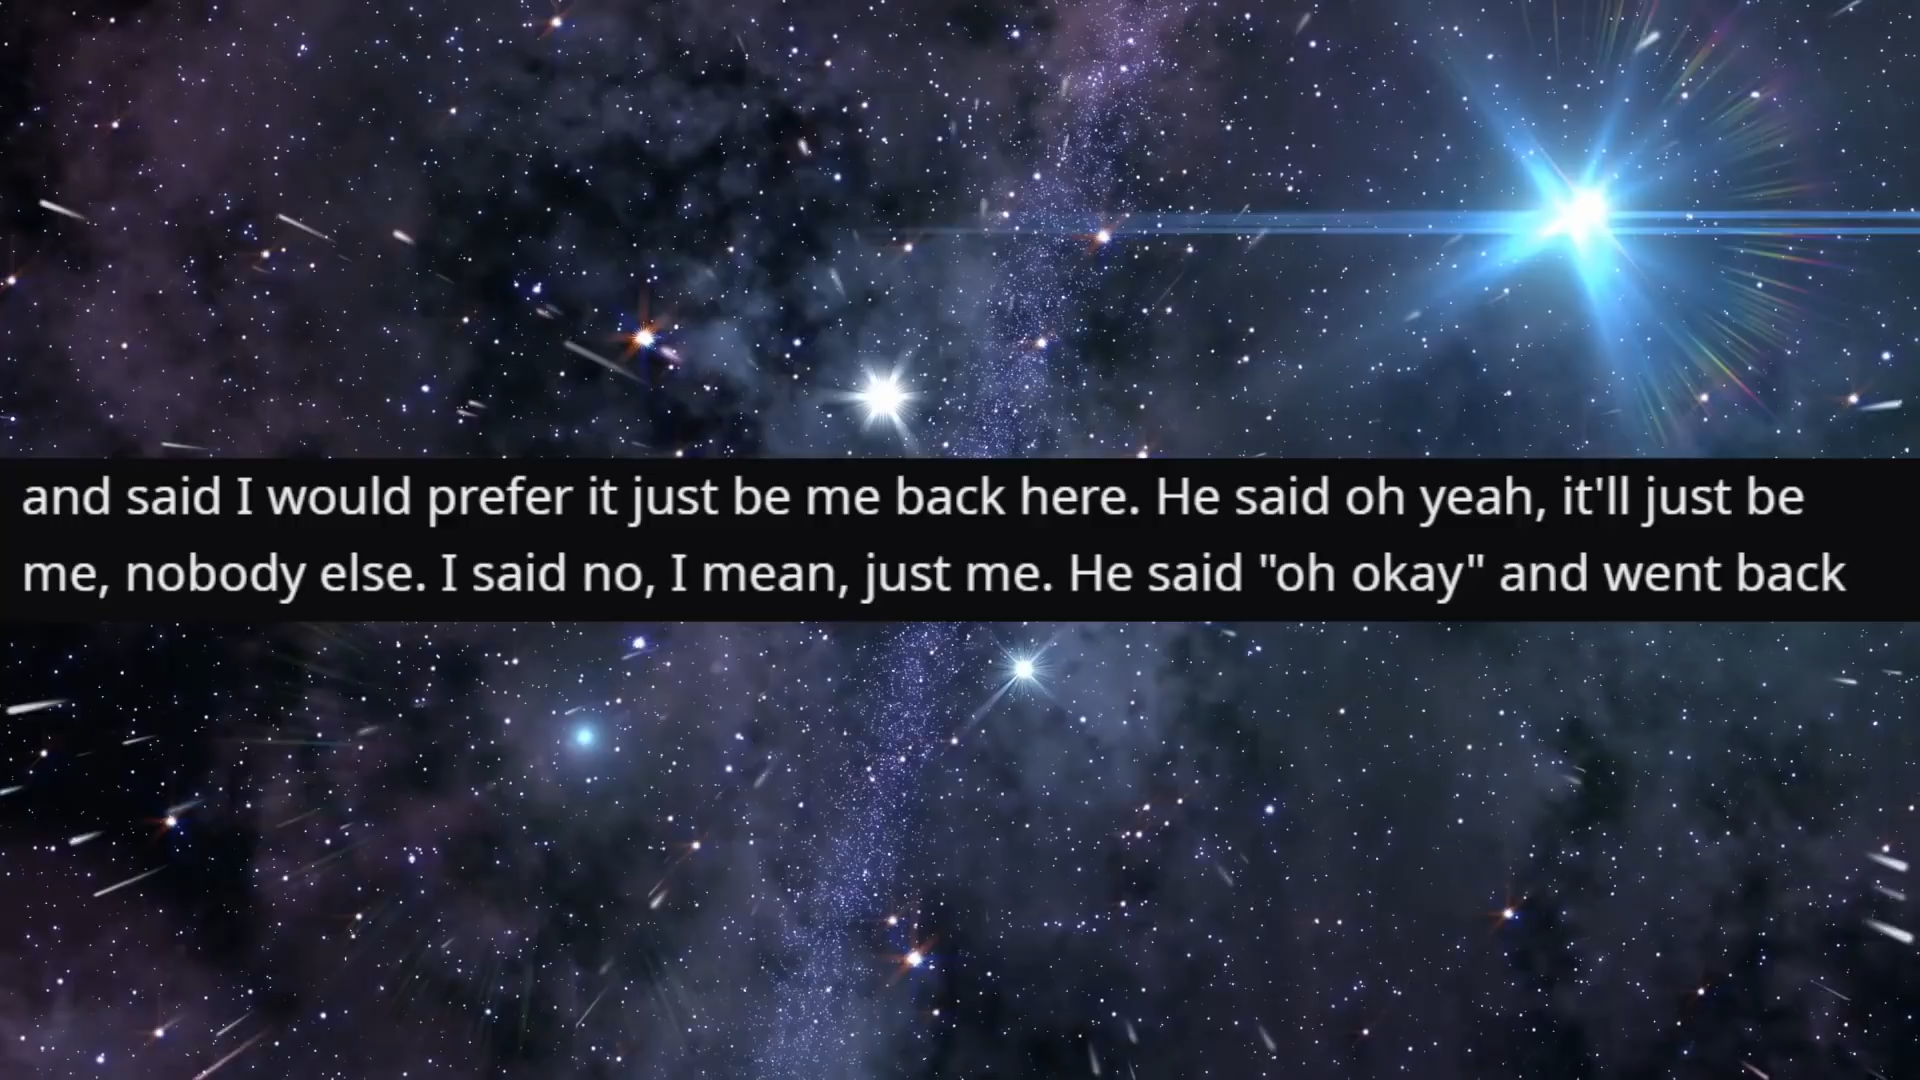 and said I would prefer it just be me back here. He said oh yeah, it'll just be
me, nobody else. I said no, I mean, just me. He said "oh okay" and went back